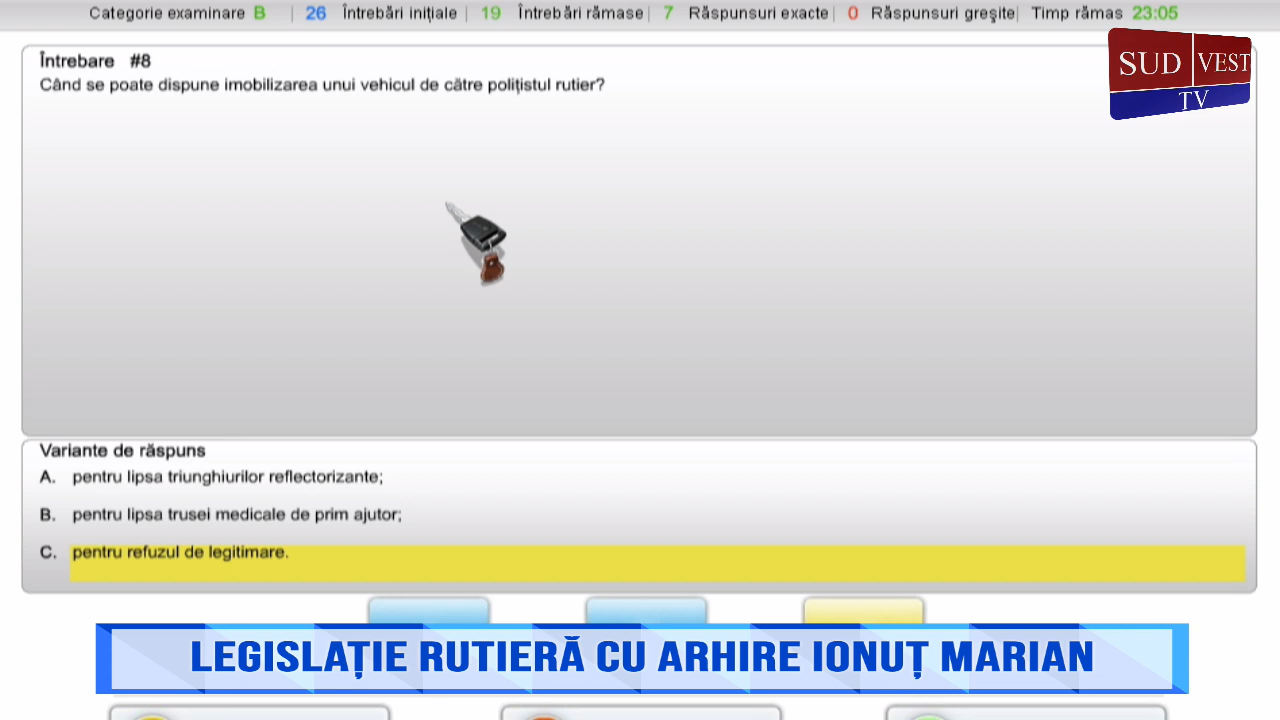 Categorie examinare B | 26 Întrebări inițiale | 19 Întrebări rămase | 7 Răspunsuri exacte | 0 Răspunsuri greşite | Timp rămas 23:05
SUD VEST
TV
Întrebare #8
Când se poate dispune imobilizarea unui vehicul de către polițistul rutier?
Variante de răspuns
A. pentru lipsa triunghiurilor reflectorizante;
B. pentru lipsa trusei medicale de prim ajutor;
C. pentru refuzul de legitimare.
LEGISLAȚIE RUTIERĂ CU ARHIRE IONUȚ MARIAN